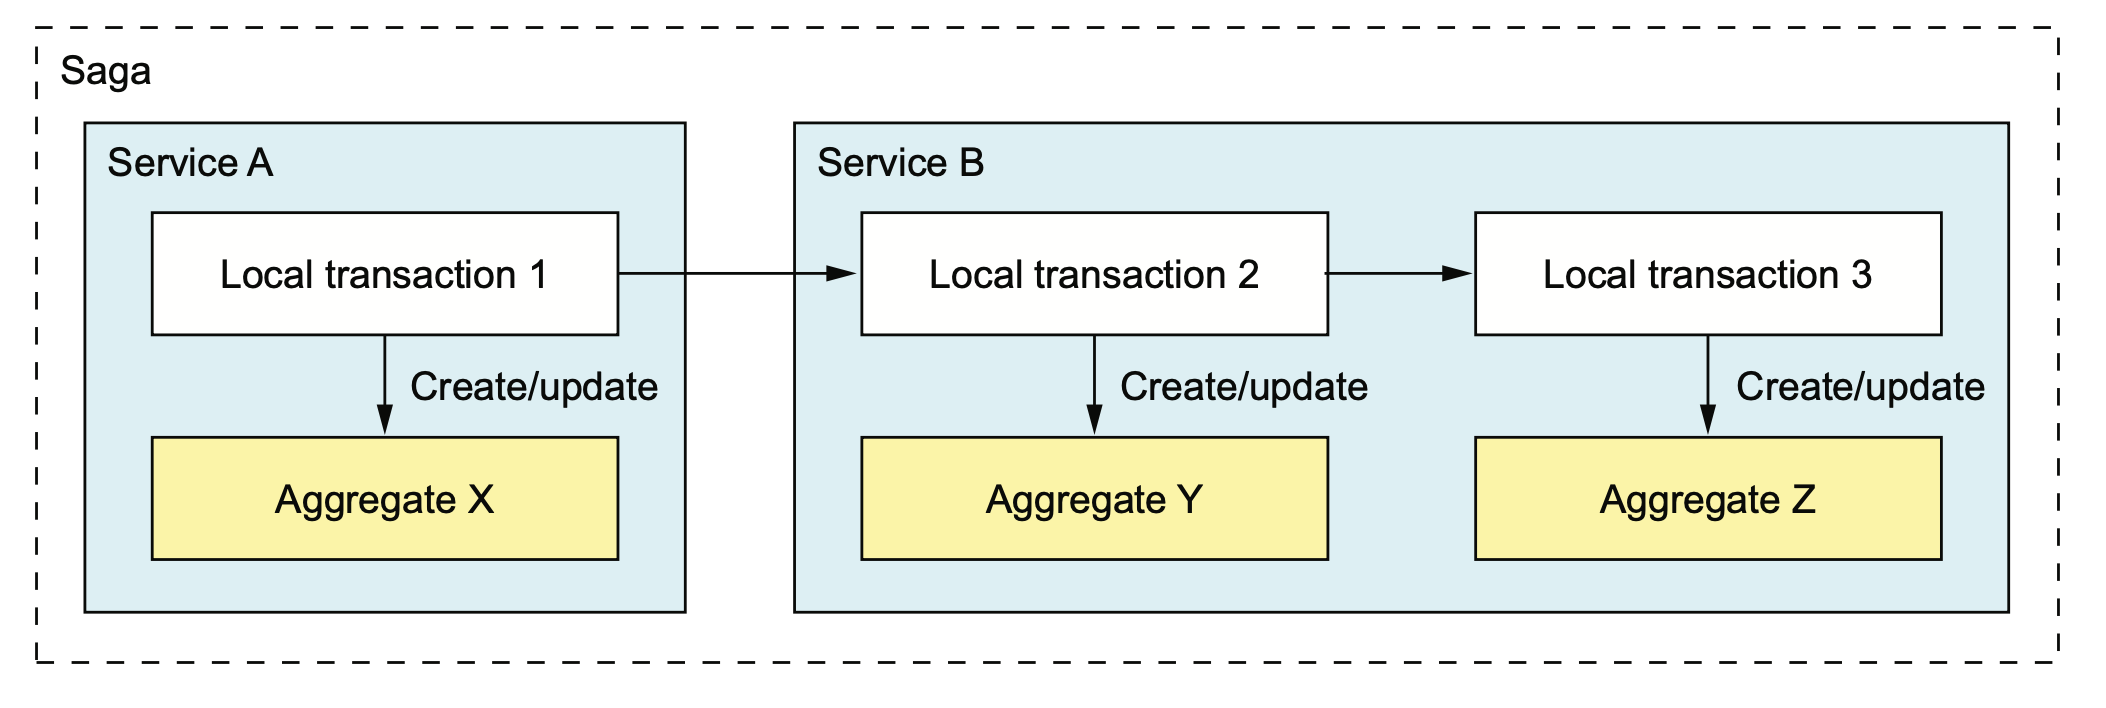 Saga
Service A
Service B
Local transaction 1
Local transaction 2
Local transaction 3
Create/update
Create/update
Create/update
Aggregate X
Aggregate Y
Aggregate Z